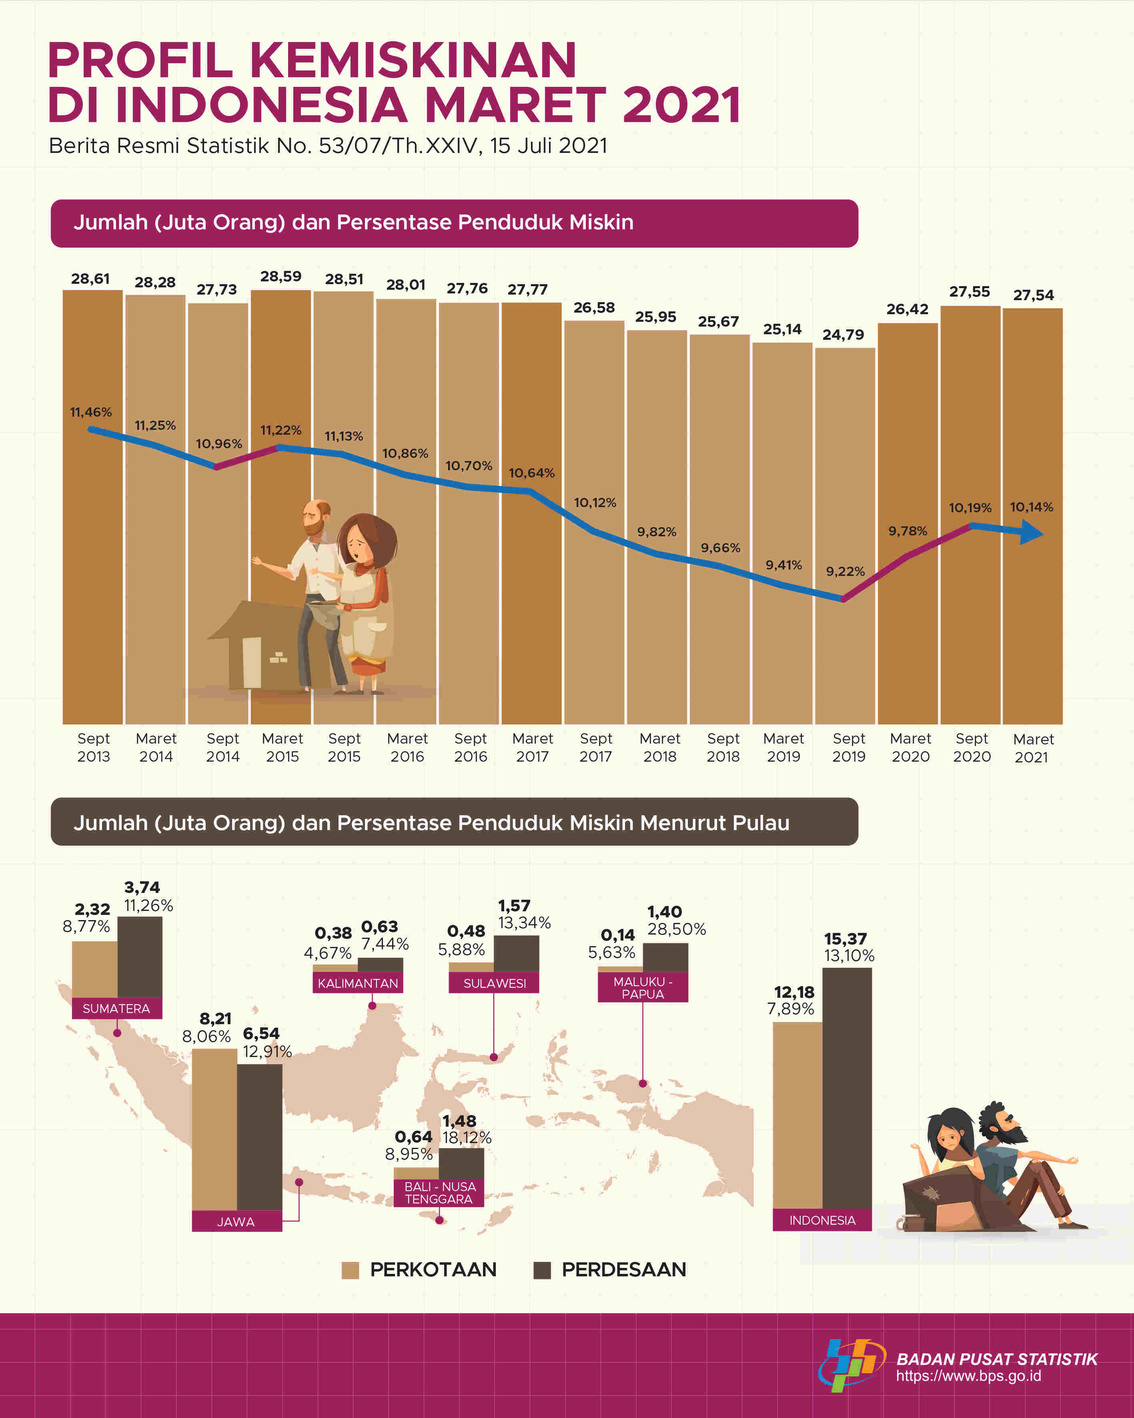 PROFIL KEMISKINAN
DI INDONESIA MARET 2021
Berita Resmi Statistik No. 53/07/Th.XXIV, 15 Juli 2021
Jumlah (Juta Orang) dan Persentase Penduduk Miskin
28,61 28,28 27,73 28,59 28,51 28,01 27,76 27,77 26,58 25,95 25,67 25,14 24,79 26,42 27,55 27,54
11,46% 11,25% 10,96% 11,22% 11,13% 10,86% 10,70% 10,64% 10,12% 9,82% 9,66% 9,41% 9,22% 9,78% 10,19% 10,14%
Sept Maret Sept Maret Sept Maret Sept Maret Sept Maret Sept Maret Sept Maret Sept Maret
2013 2014 2014 2015 2015 2016 2016 2017 2017 2018 2018 2019 2019 2020 2020 2021
Jumlah (Juta Orang) dan Persentase Penduduk Miskin Menurut Pulau
2,32
8,77%
3,74
11,26%
SUMATERA
8,21
8,06%
6,54
12,91%
JAWA
0,38
4,67%
0,63
7,44%
KALIMANTAN
0,64
8,95%
1,48
18,12%
BALI - NUSA
TENGGARA
0,48
5,88%
1,57
13,34%
SULAWESI
0,14
5,63%
1,40
28,50%
MALUKU -
PAPUA
12,18
7,89%
15,37
13,10%
INDONESIA
PERKOTAAN PERDESAAN
BADAN PUSAT STATISTIK
https://www.bps.go.id